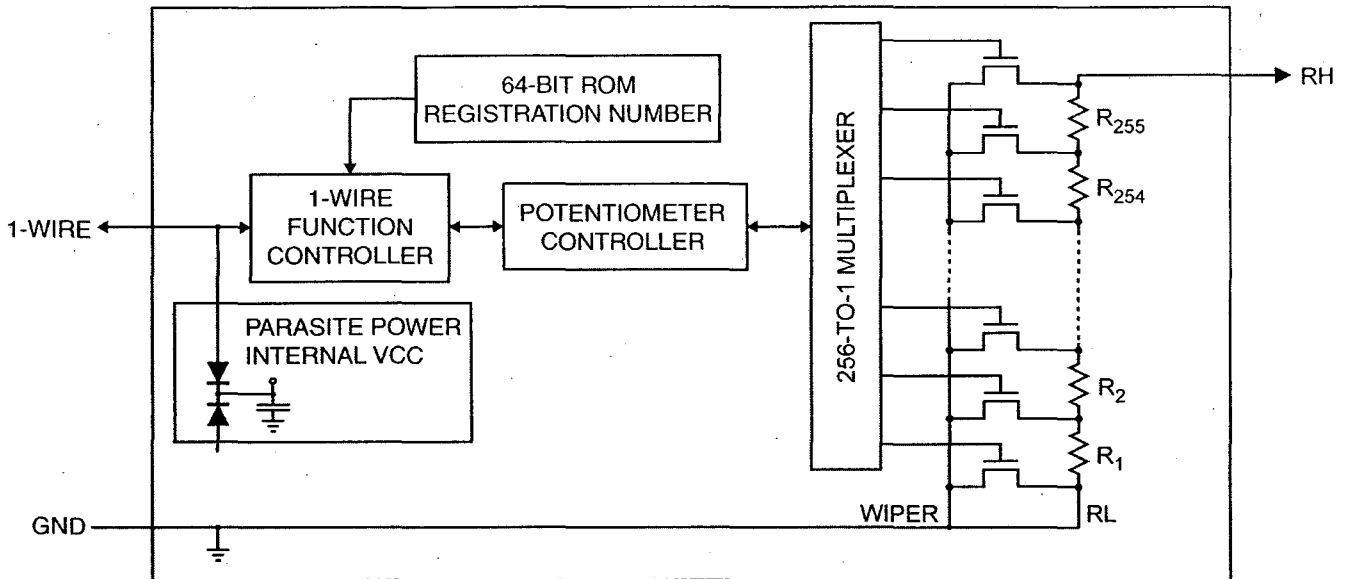 64-BIT ROM
REGISTRATION NUMBER
RH
R255
R254
1-WIRE
1-WIRE
FUNCTION
CONTROLLER
POTENTIOMETER
CONTROLLER
256-TO-1 MULTIPLEXER
PARASITE POWER
INTERNAL VCC
R2
R1
WIPER
RL
GND